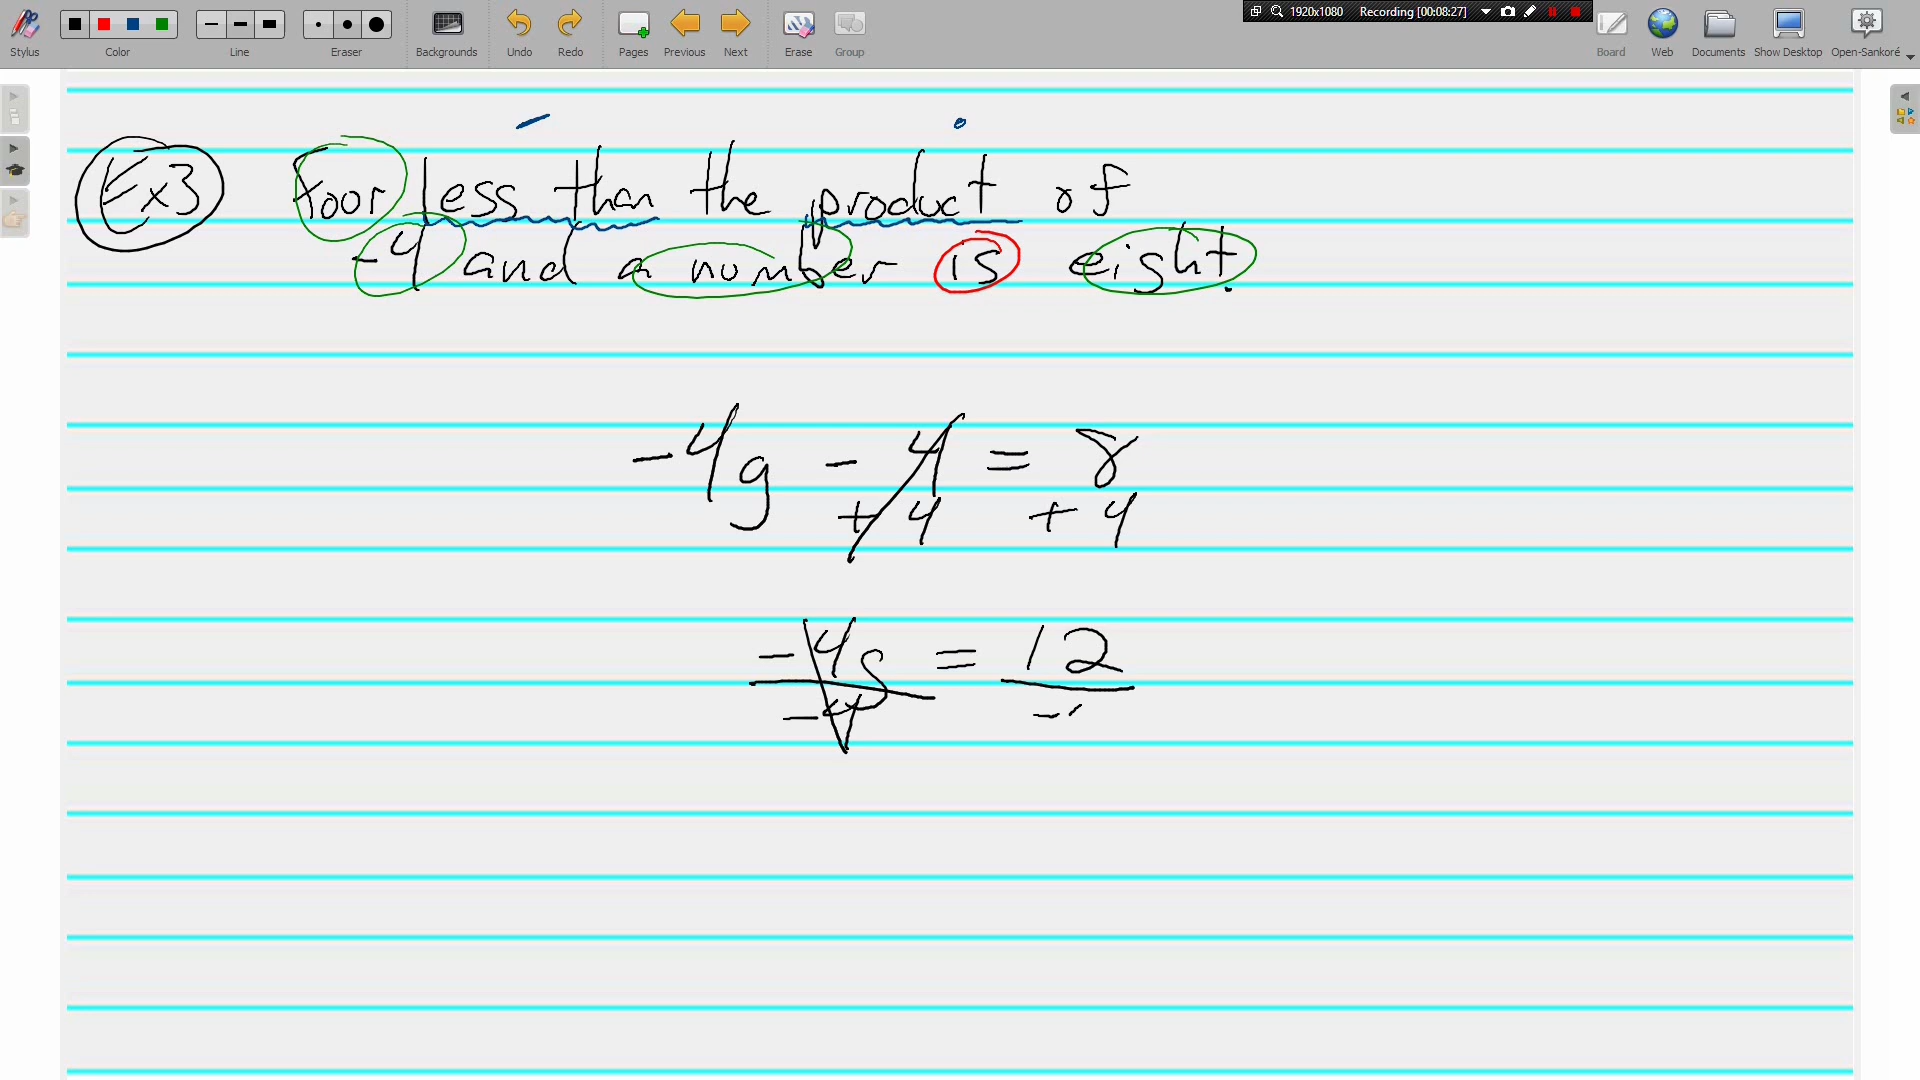 1920x1080 Recording [00:08:27]
Stylus Color Line Eraser Backgrounds Undo Redo Pages Previous Next Erase Group Board Web Documents Show Desktop Open-Sankoré
Ex3 Foor less than the product of
-4 and a number is eight.
-4g - 4 = 8
+ 4 + 4
-4g = 12
-4 -